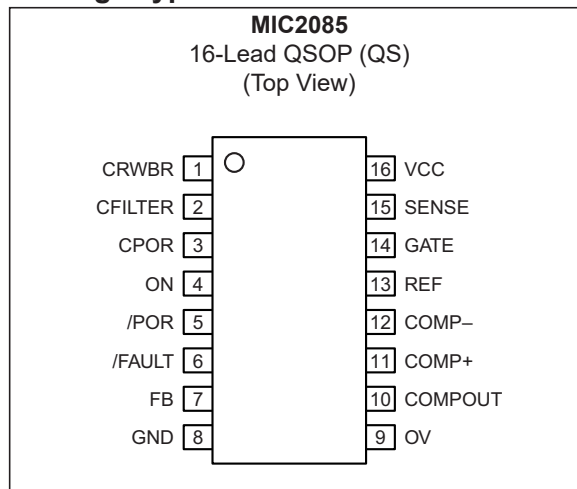 MIC2085
16-Lead QSOP (QS)
(Top View)
CRWBR 1 16 VCC
CFILTER 2 15 SENSE
CPOR 3 14 GATE
ON 4 13 REF
/POR 5 12 COMP–
/FAULT 6 11 COMP+
FB 7 10 COMPOUT
GND 8 9 OV